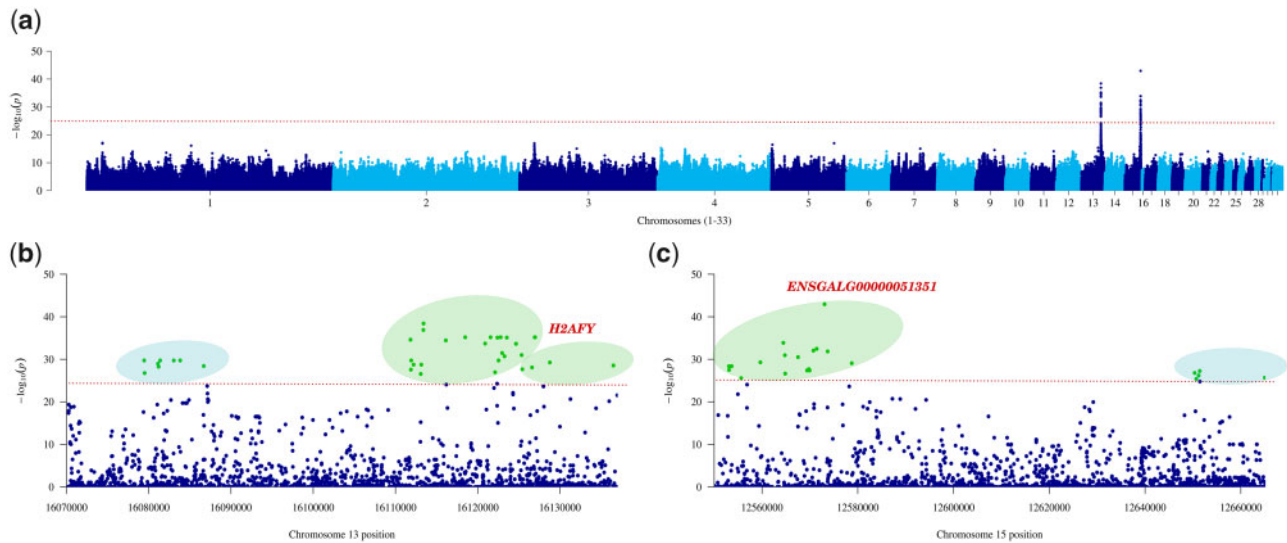 (a)
50
40
30
20
10
0
−log10(p)
1 2 3 4 5 6 7 8 9 10 11 12 13 14 16 18 20 22 25 28
Chromosomes (1-33)
(b)
50
40
30
20
10
0
−log10(p)
H2AFY
16070000 16080000 16090000 16100000 16110000 16120000 16130000
Chromosome 13 position
(c)
50
40
30
20
10
0
−log10(p)
ENSGALG00000051351
12560000 12580000 12600000 12620000 12640000 12660000
Chromosome 15 position